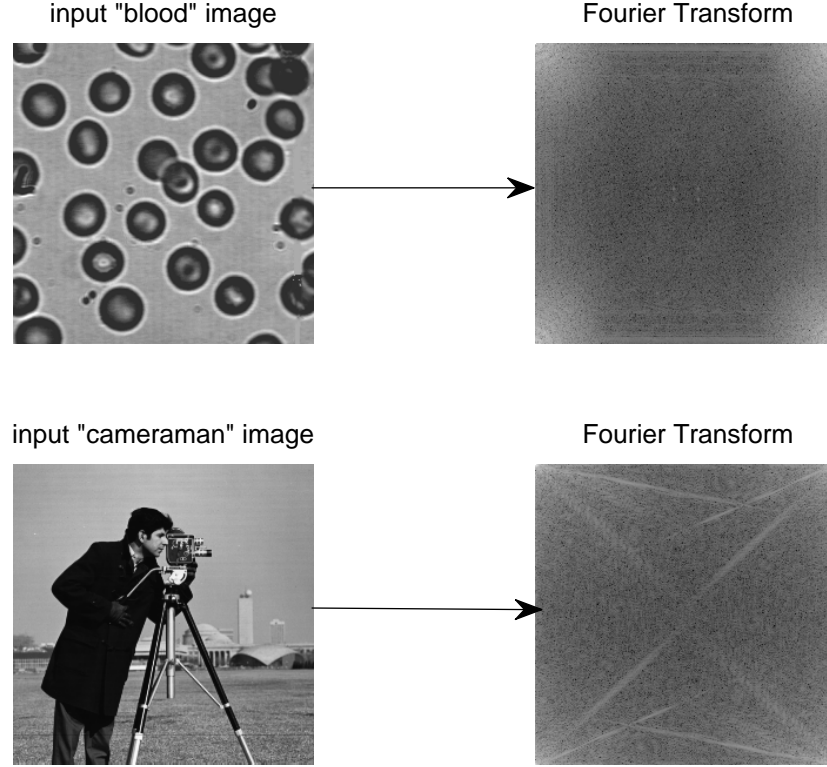 input "blood" image
Fourier Transform
input "cameraman" image
Fourier Transform